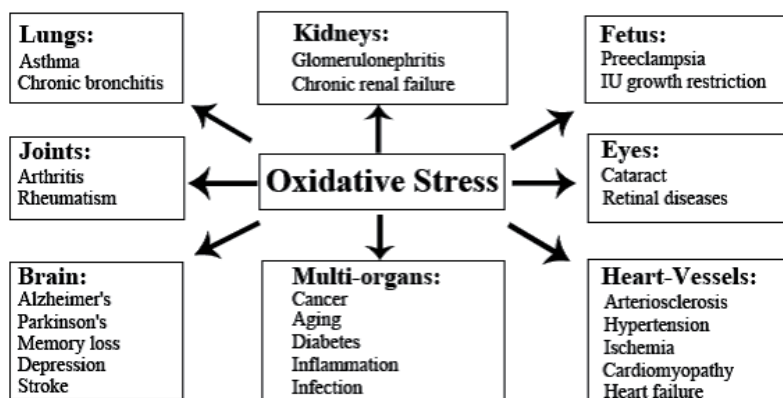 Lungs:
Asthma
Chronic bronchitis
Kidneys:
Glomerulonephritis
Chronic renal failure
Fetus:
Preeclampsia
IU growth restriction
Joints:
Arthritis
Rheumatism
Oxidative Stress
Eyes:
Cataract
Retinal diseases
Brain:
Alzheimer's
Parkinson's
Memory loss
Depression
Stroke
Multi-organs:
Cancer
Aging
Diabetes
Inflammation
Infection
Heart-Vessels:
Arteriosclerosis
Hypertension
Ischemia
Cardiomyopathy
Heart failure